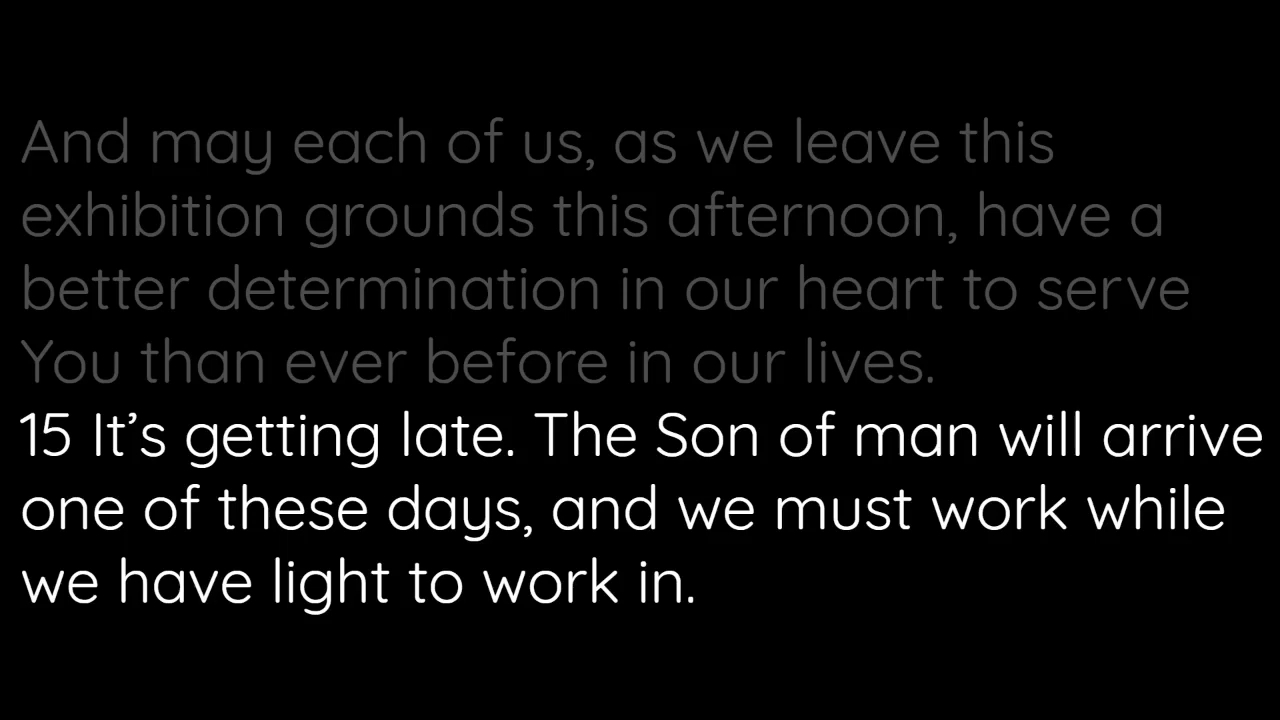 And may each of us, as we leave this
exhibition grounds this afternoon, have a
better determination in our heart to serve
You than ever before in our lives.
15 It’s getting late. The Son of man will arrive
one of these days, and we must work while
we have light to work in.